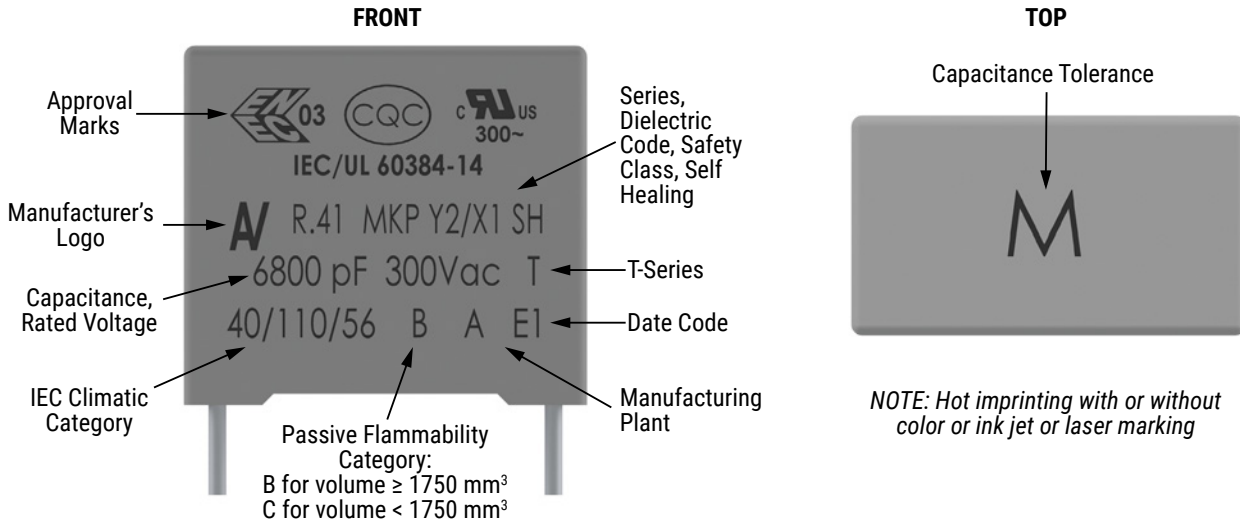 FRONT
Approval
Marks
EN
EC 03
CQC
c RU US
300~
IEC/UL 60384-14
Series,
Dielectric
Code, Safety
Class, Self
Healing
Manufacturer's
Logo
R.41 MKP Y2/X1 SH
6800 pF 300Vac T
T-Series
Capacitance,
Rated Voltage
40/110/56 B A E1
Date Code
IEC Climatic
Category
Passive Flammability
Category:
B for volume ≥ 1750 mm³
C for volume < 1750 mm³
Manufacturing
Plant
TOP
Capacitance Tolerance
M
NOTE: Hot imprinting with or without
color or ink jet or laser marking